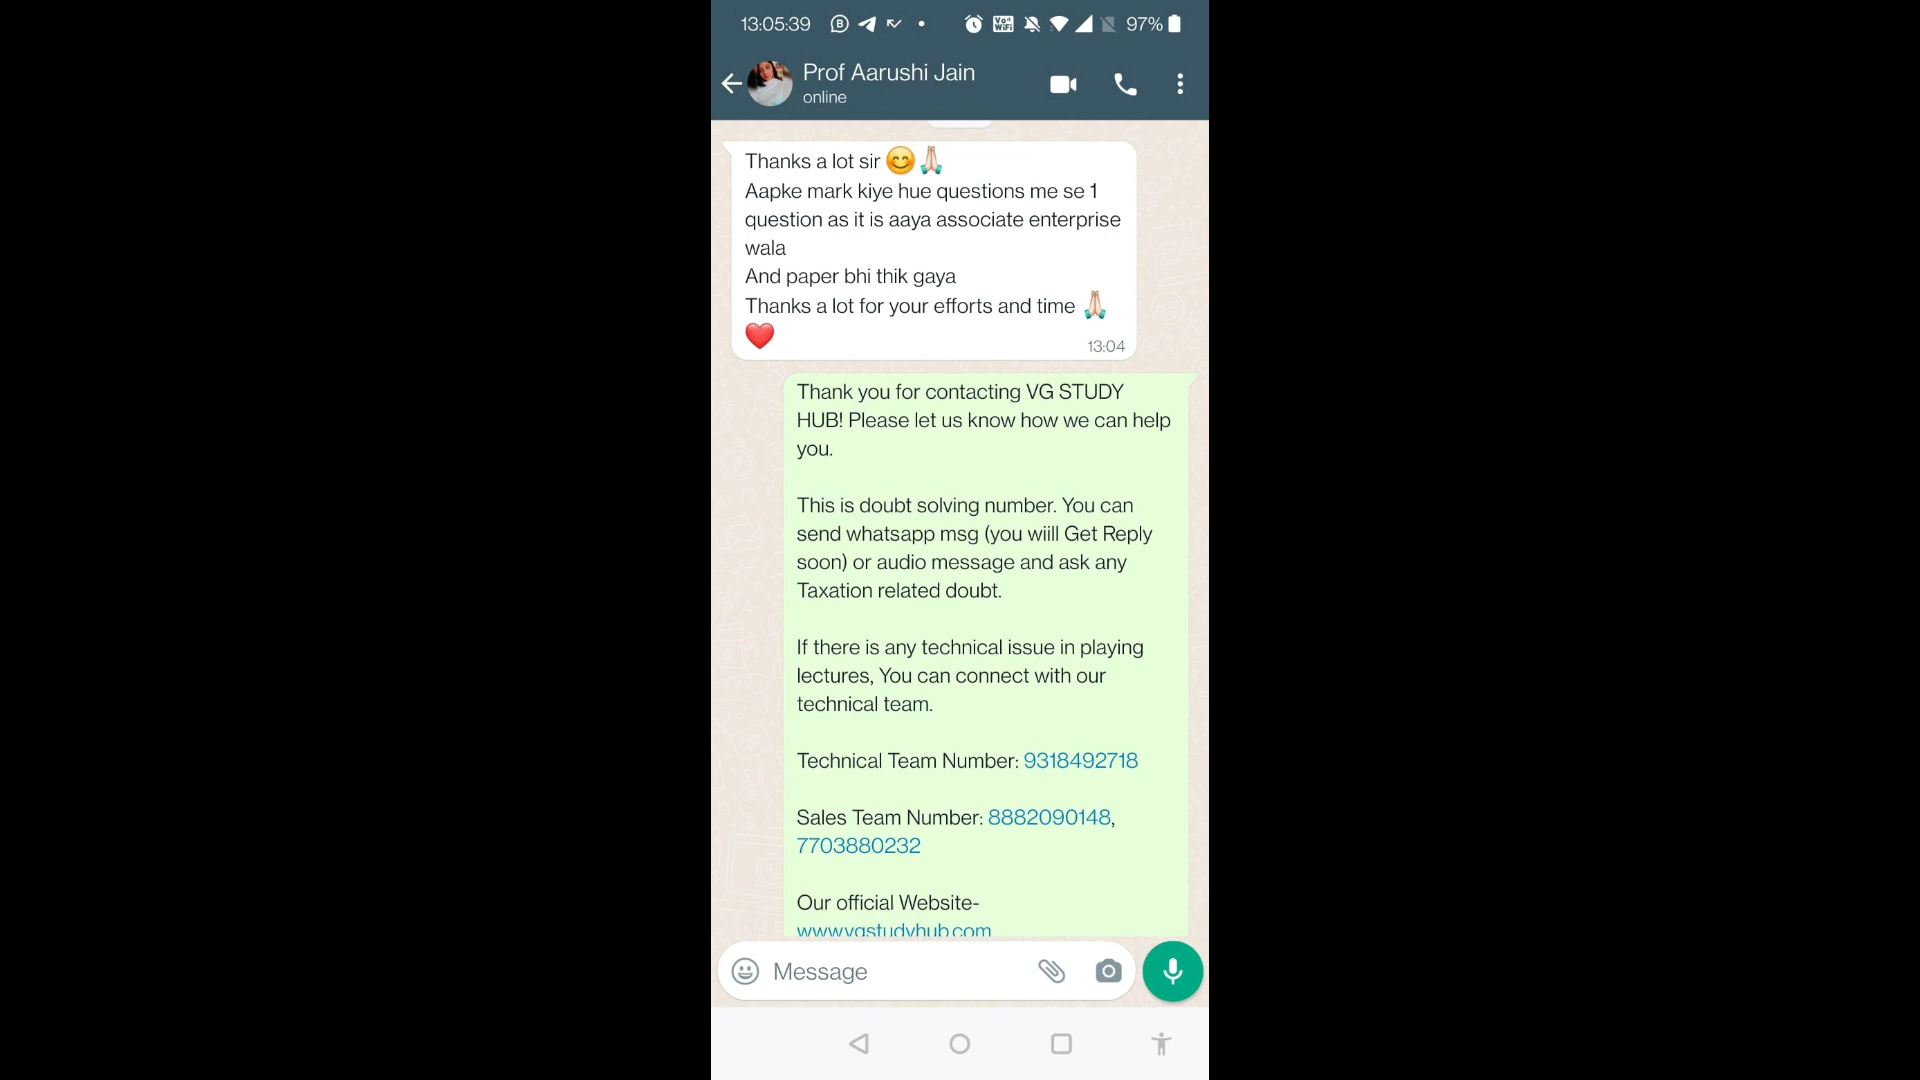 13:05:39
97%
Prof Aarushi Jain
online
Thanks a lot sir 😊🙏🏻
Aapke mark kiye hue questions me se 1
question as it is aaya associate enterprise
wala
And paper bhi thik gaya
Thanks a lot for your efforts and time 🙏🏻
❤️
13:04
Thank you for contacting VG STUDY
HUB! Please let us know how we can help
you.
This is doubt solving number. You can
send whatsapp msg (you wiill Get Reply
soon) or audio message and ask any
Taxation related doubt.
If there is any technical issue in playing
lectures, You can connect with our
technical team.
Technical Team Number: 9318492718
Sales Team Number: 8882090148,
7703880232
Our official Website-
www.vgstudyhub.com
Message